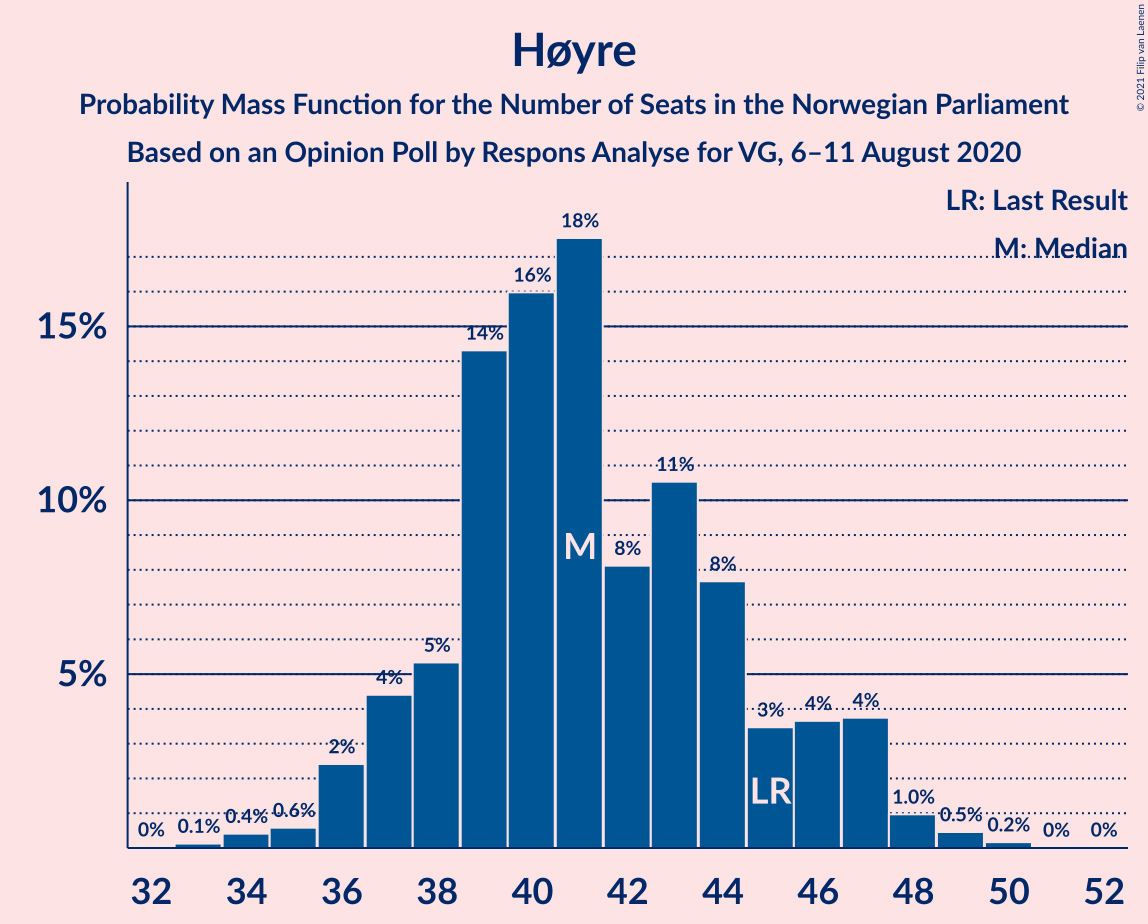 Høyre
Probability Mass Function for the Number of Seats in the Norwegian Parliament
Based on an Opinion Poll by Respons Analyse for VG, 6–11 August 2020
© 2021 Filip van Laenen
LR: Last Result
M: Median
15%
10%
5%
0%
0.1%
0.4%
0.6%
2%
4%
5%
14%
16%
18%
8%
11%
8%
3%
4%
4%
1.0%
0.5%
0.2%
0%
0%
M
LR
32 34 36 38 40 42 44 46 48 50 52